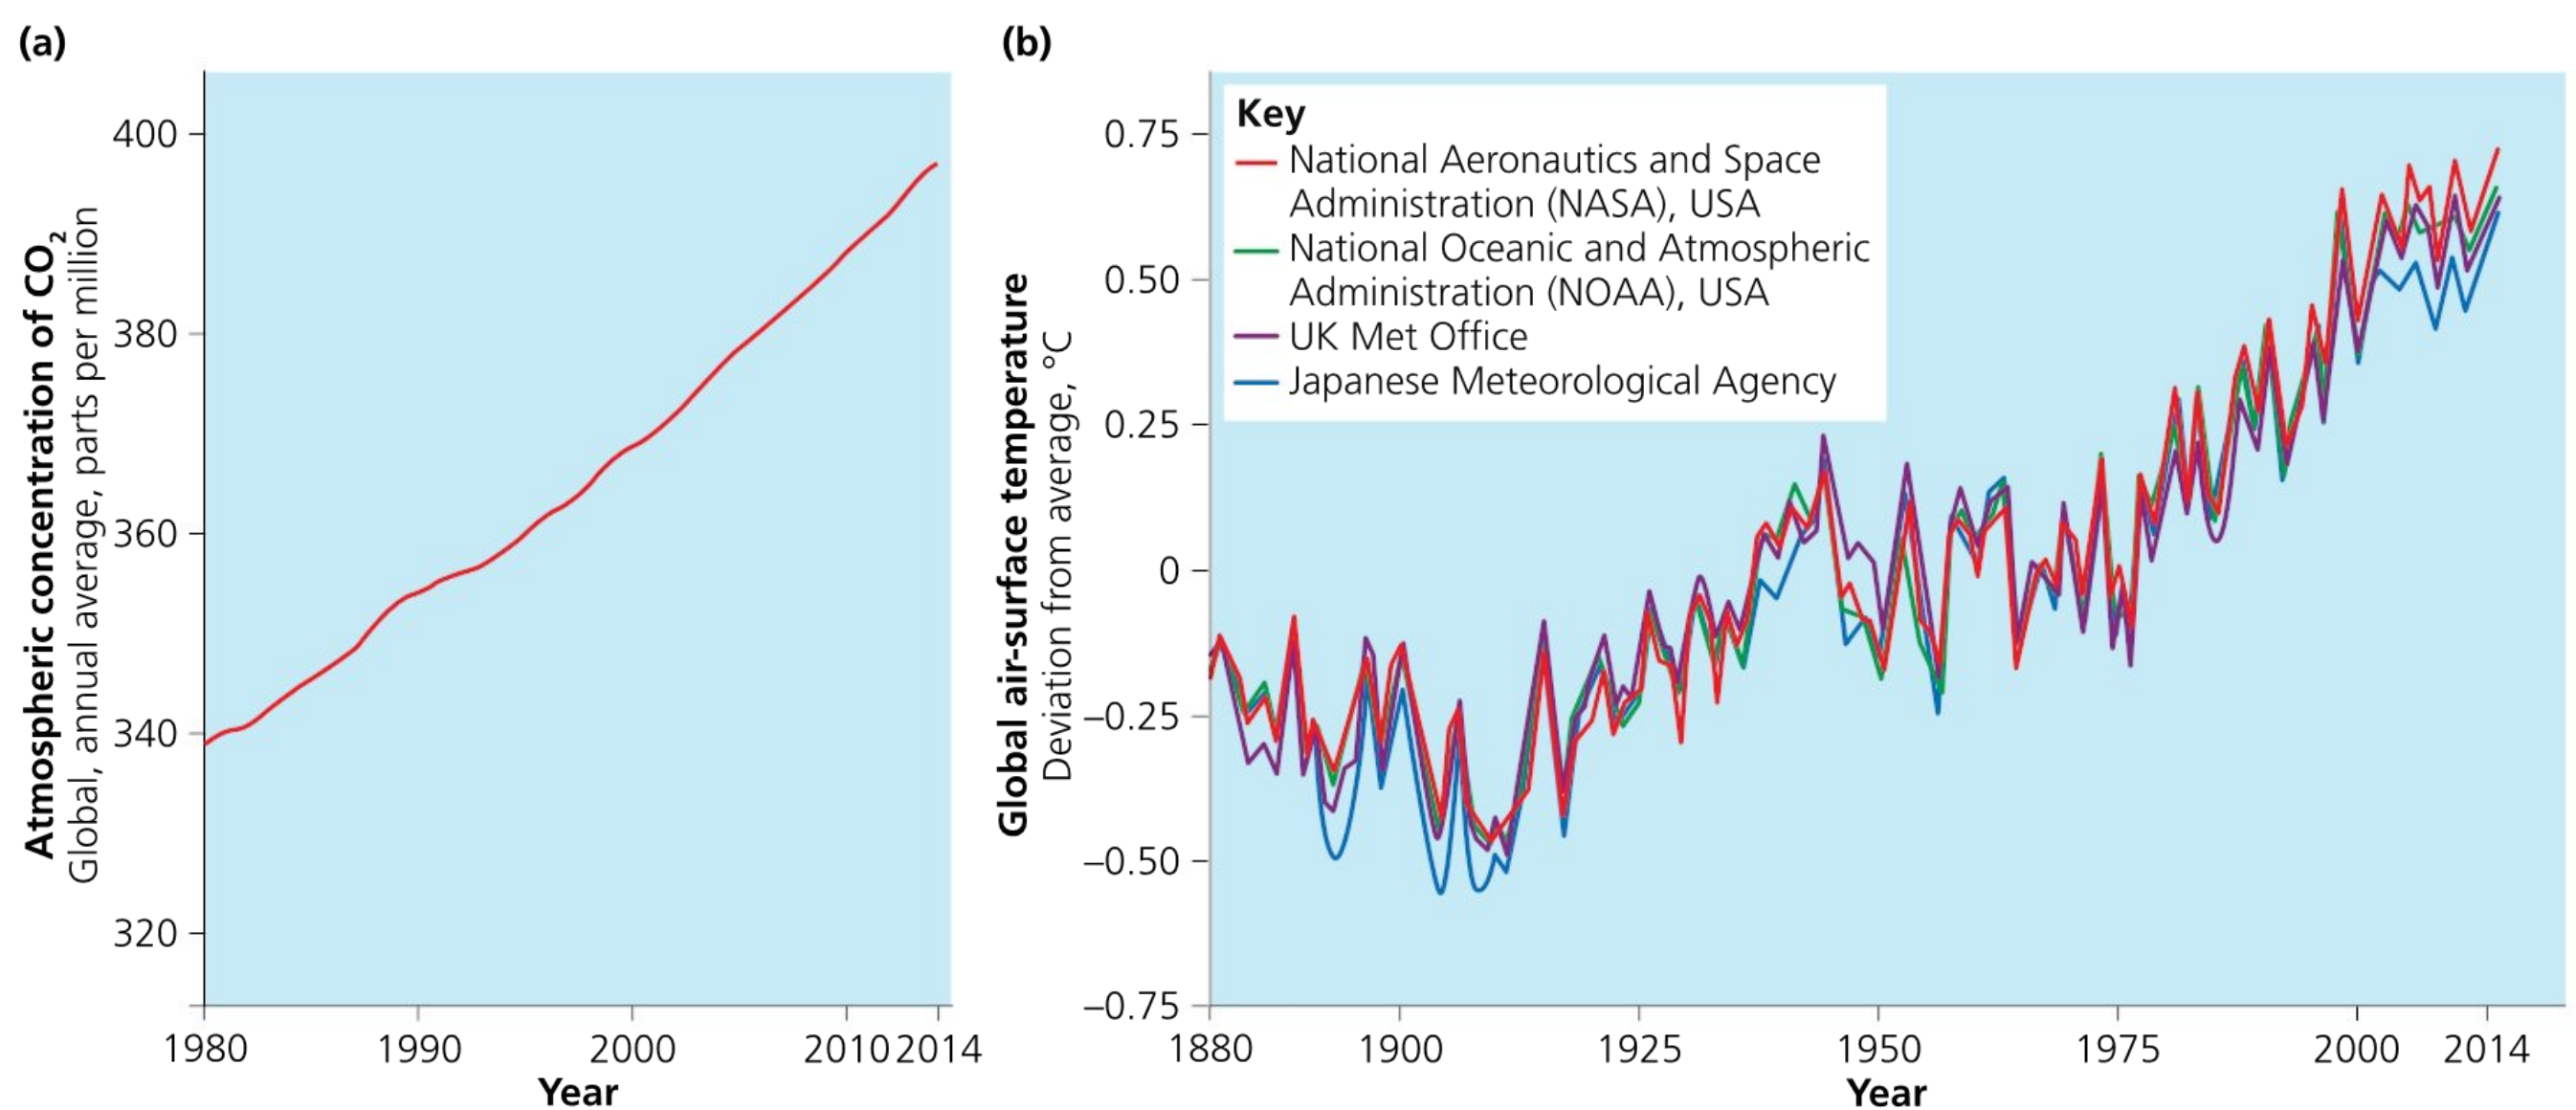 (a)
Atmospheric concentration of CO₂
Global, annual average, parts per million
400
380
360
340
320
1980 1990 2000 2010 2014
Year
(b)
Global air-surface temperature
Deviation from average, °C
0.75
0.50
0.25
0
–0.25
–0.50
–0.75
Key
National Aeronautics and Space
Administration (NASA), USA
National Oceanic and Atmospheric
Administration (NOAA), USA
UK Met Office
Japanese Meteorological Agency
1880 1900 1925 1950 1975 2000 2014
Year